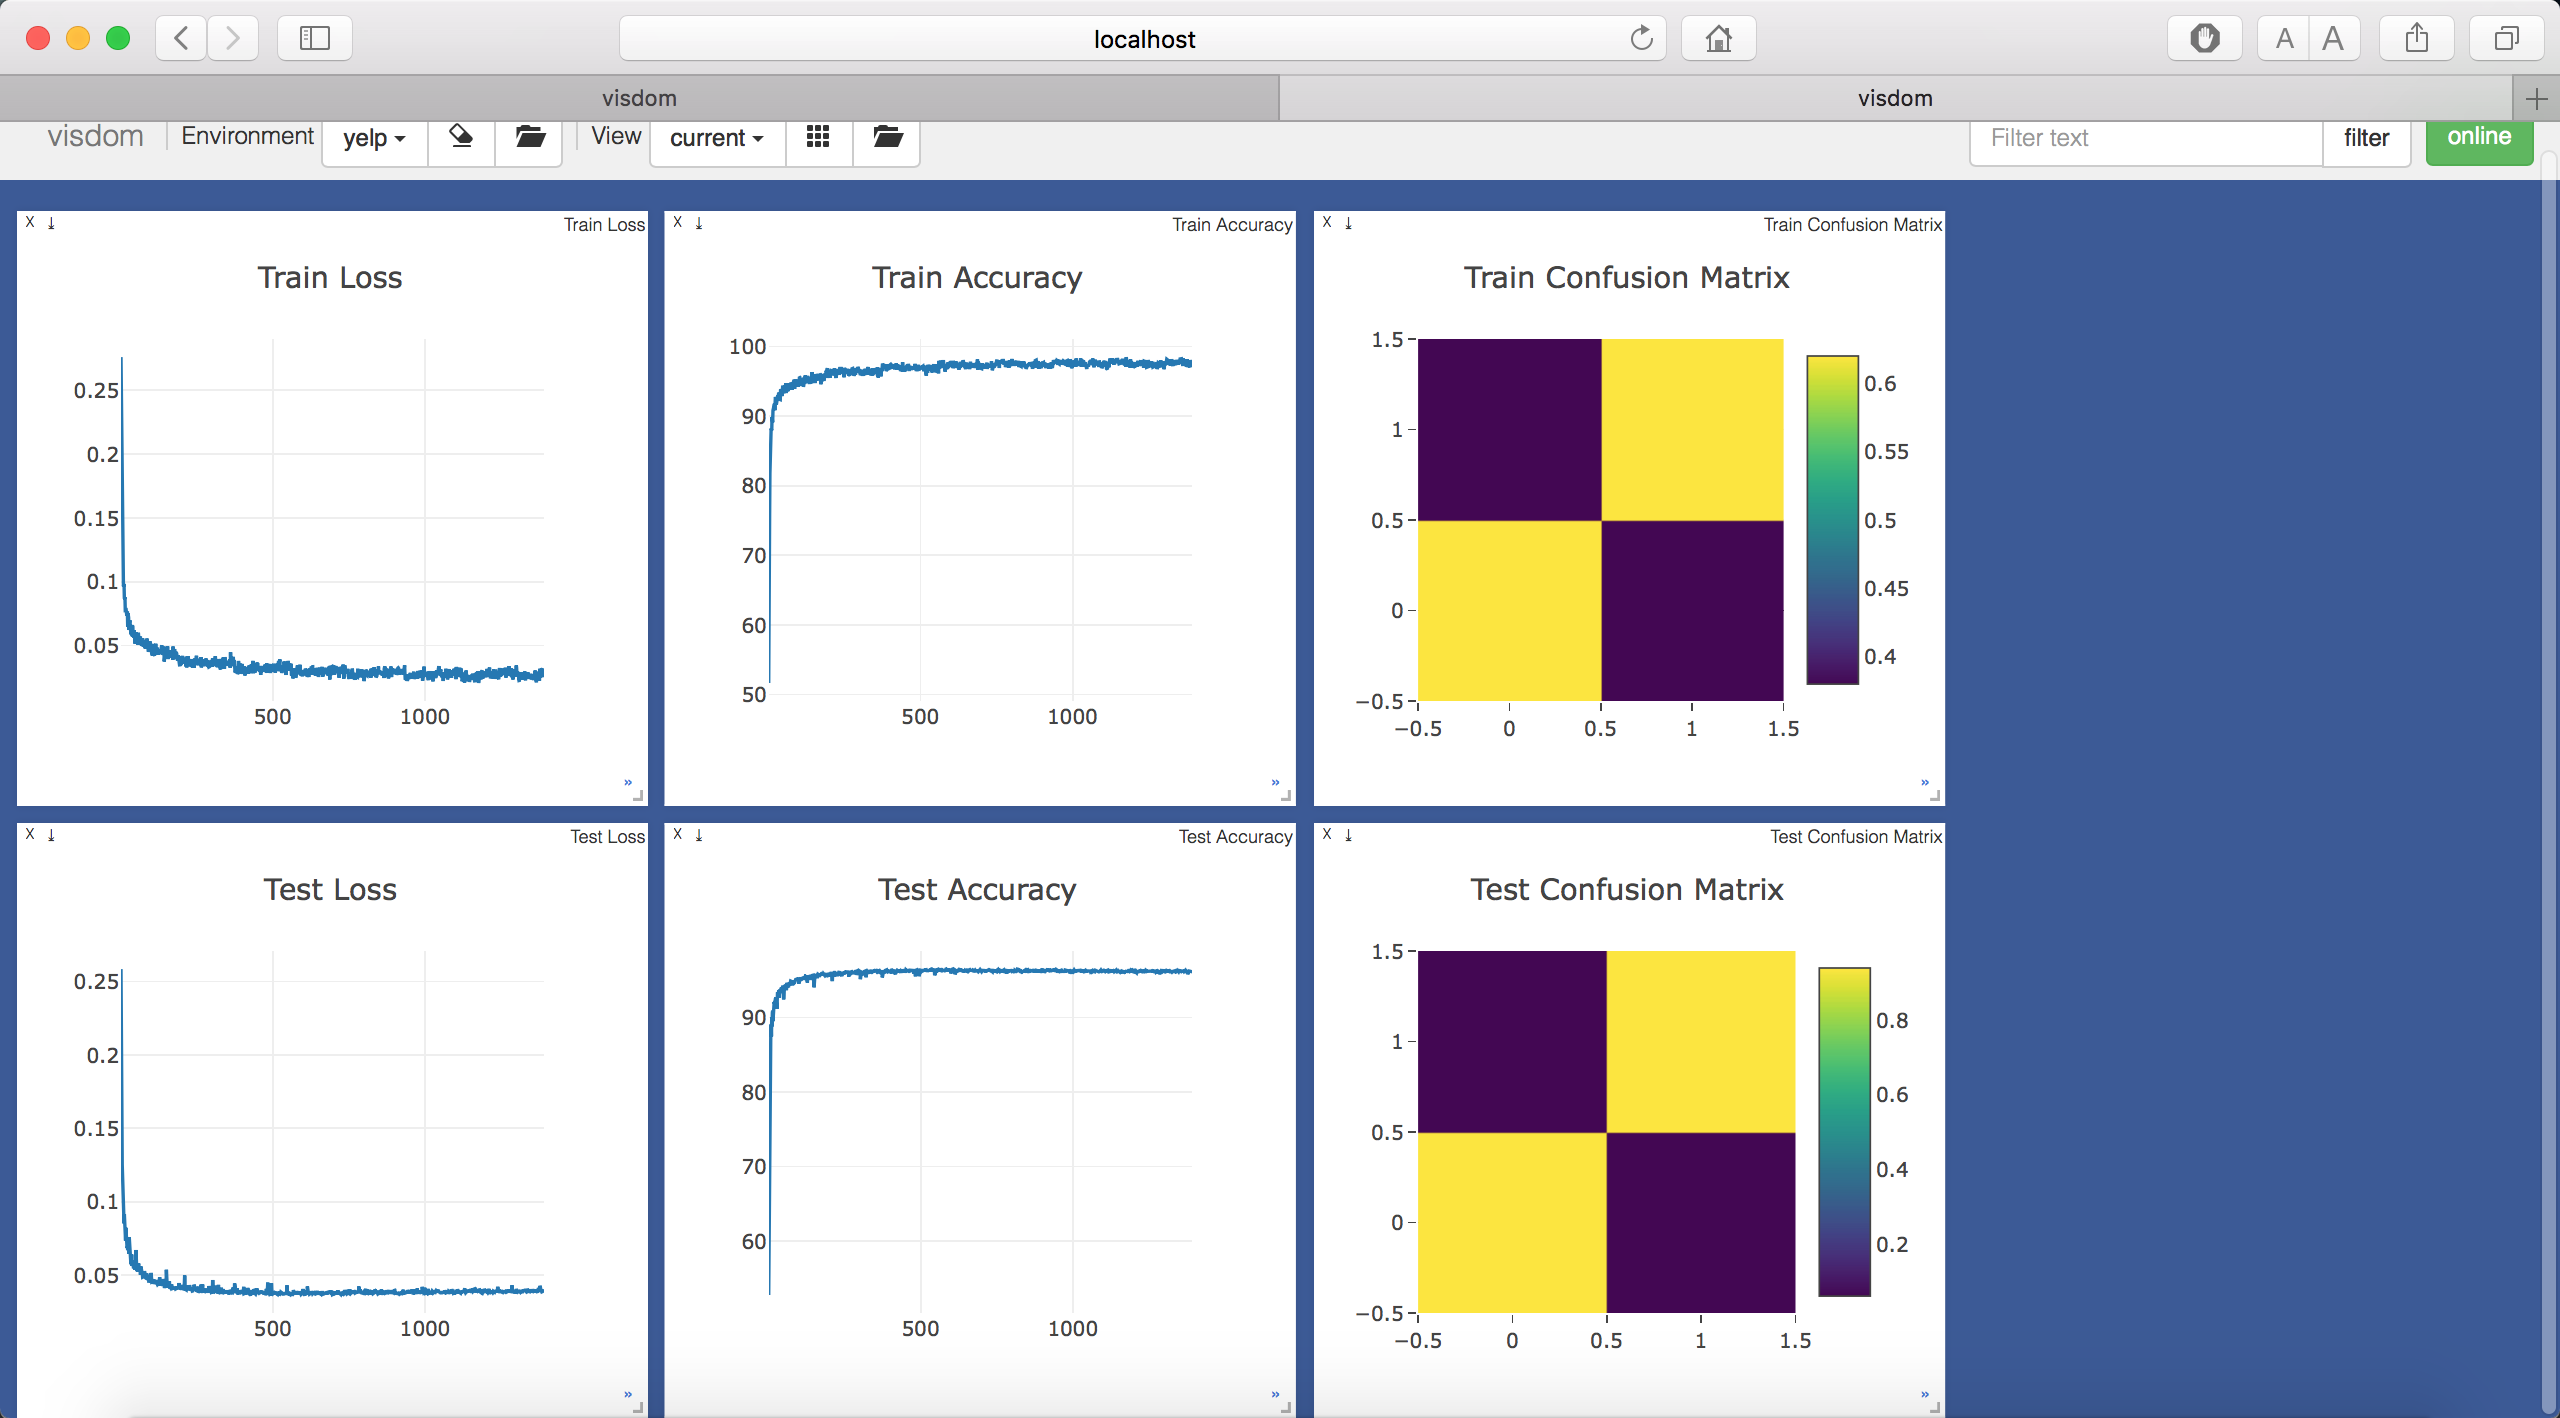 localhost
A A
visdom
visdom
visdom Environment yelp View current Filter text filter online
X Train Loss
Train Loss
0.25
0.2
0.15
0.1
0.05
500 1000
»
X Train Accuracy
Train Accuracy
100
90
80
70
60
50
500 1000
»
X Train Confusion Matrix
Train Confusion Matrix
1.5
1
0.5
0
−0.5
−0.5 0 0.5 1 1.5
0.6
0.55
0.5
0.45
0.4
»
X Test Loss
Test Loss
0.25
0.2
0.15
0.1
0.05
500 1000
»
X Test Accuracy
Test Accuracy
90
80
70
60
500 1000
»
X Test Confusion Matrix
Test Confusion Matrix
1.5
1
0.5
0
−0.5
−0.5 0 0.5 1 1.5
0.8
0.6
0.4
0.2
»